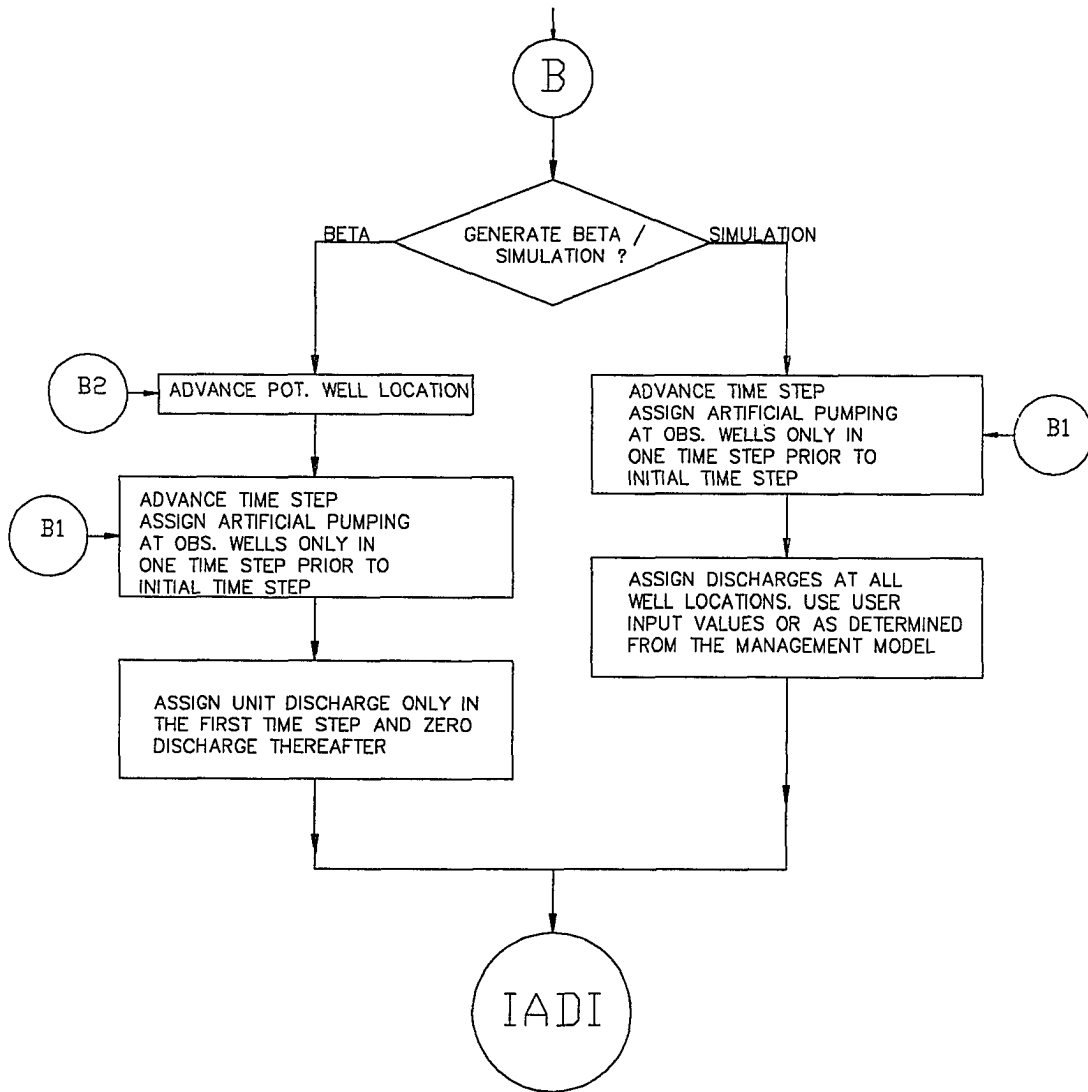 B
GENERATE BETA /
SIMULATION ?
BETA
SIMULATION
B2
ADVANCE POT. WELL LOCATION
B1
ADVANCE TIME STEP
ASSIGN ARTIFICIAL PUMPING
AT OBS. WELLS ONLY IN
ONE TIME STEP PRIOR TO
INITIAL TIME STEP
ASSIGN UNIT DISCHARGE ONLY IN
THE FIRST TIME STEP AND ZERO
DISCHARGE THEREAFTER
ADVANCE TIME STEP
ASSIGN ARTIFICIAL PUMPING
AT OBS. WELLS ONLY IN
ONE TIME STEP PRIOR TO
INITIAL TIME STEP
B1
ASSIGN DISCHARGES AT ALL
WELL LOCATIONS. USE USER
INPUT VALUES OR AS DETERMINED
FROM THE MANAGEMENT MODEL
IADI